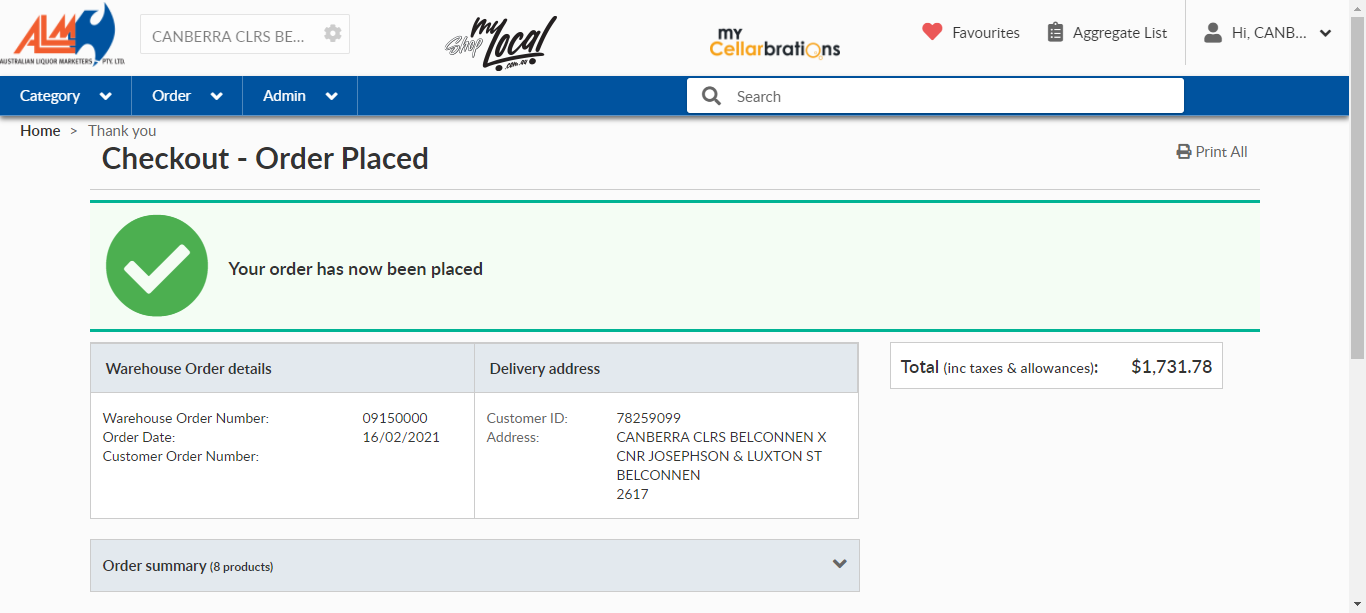 ALM
AUSTRALIAN LIQUOR MARKETERS PTY. LTD.
CANBERRA CLRS BE...
Shop my Local .com.au
my
Cellarbrations
Favourites
Aggregate List
Hi, CANB...
Category
Order
Admin
Search
Home > Thank you
Checkout - Order Placed
Print All
Your order has now been placed
Warehouse Order details
Warehouse Order Number: 09150000
Order Date: 16/02/2021
Customer Order Number:
Delivery address
Customer ID: 78259099
Address: CANBERRA CLRS BELCONNEN X
CNR JOSEPHSON & LUXTON ST
BELCONNEN
2617
Total (inc taxes & allowances): $1,731.78
Order summary (8 products)